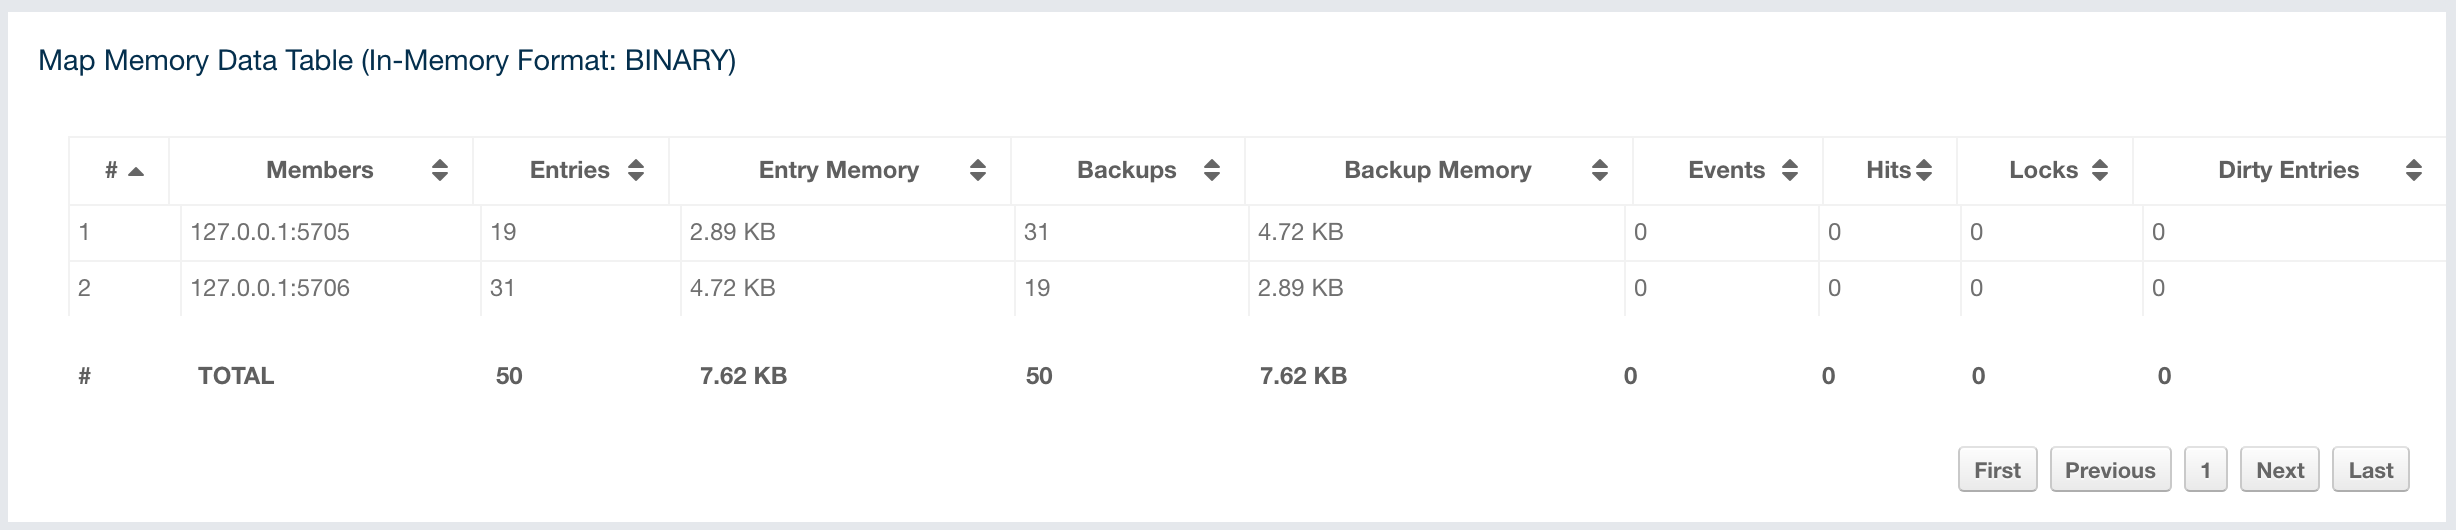 Map Memory Data Table (In-Memory Format: BINARY)
# Members Entries Entry Memory Backups Backup Memory Events Hits Locks Dirty Entries
1 127.0.0.1:5705 19 2.89 KB 31 4.72 KB 0 0 0 0
2 127.0.0.1:5706 31 4.72 KB 19 2.89 KB 0 0 0 0
# TOTAL 50 7.62 KB 50 7.62 KB 0 0 0 0
First Previous 1 Next Last